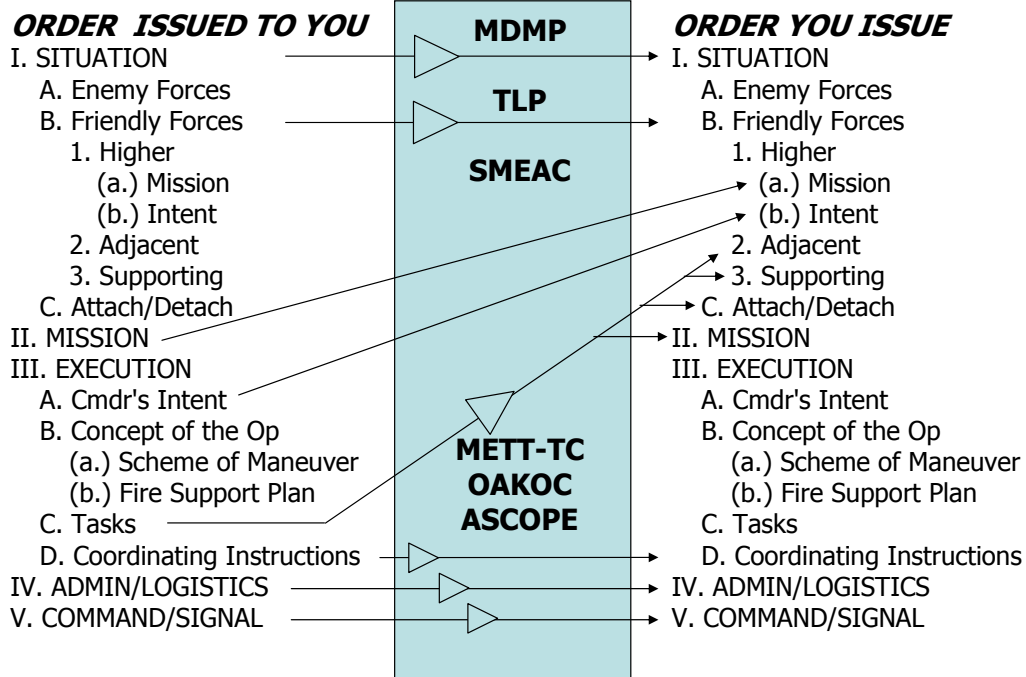 ORDER ISSUED TO YOU
I. SITUATION
A. Enemy Forces
B. Friendly Forces
1. Higher
(a.) Mission
(b.) Intent
2. Adjacent
3. Supporting
C. Attach/Detach
II. MISSION
III. EXECUTION
A. Cmdr's Intent
B. Concept of the Op
(a.) Scheme of Maneuver
(b.) Fire Support Plan
C. Tasks
D. Coordinating Instructions
IV. ADMIN/LOGISTICS
V. COMMAND/SIGNAL
MDMP
TLP
SMEAC
METT-TC
OAKOC
ASCOPE
ORDER YOU ISSUE
I. SITUATION
A. Enemy Forces
B. Friendly Forces
1. Higher
(a.) Mission
(b.) Intent
2. Adjacent
3. Supporting
C. Attach/Detach
II. MISSION
III. EXECUTION
A. Cmdr's Intent
B. Concept of the Op
(a.) Scheme of Maneuver
(b.) Fire Support Plan
C. Tasks
D. Coordinating Instructions
IV. ADMIN/LOGISTICS
V. COMMAND/SIGNAL